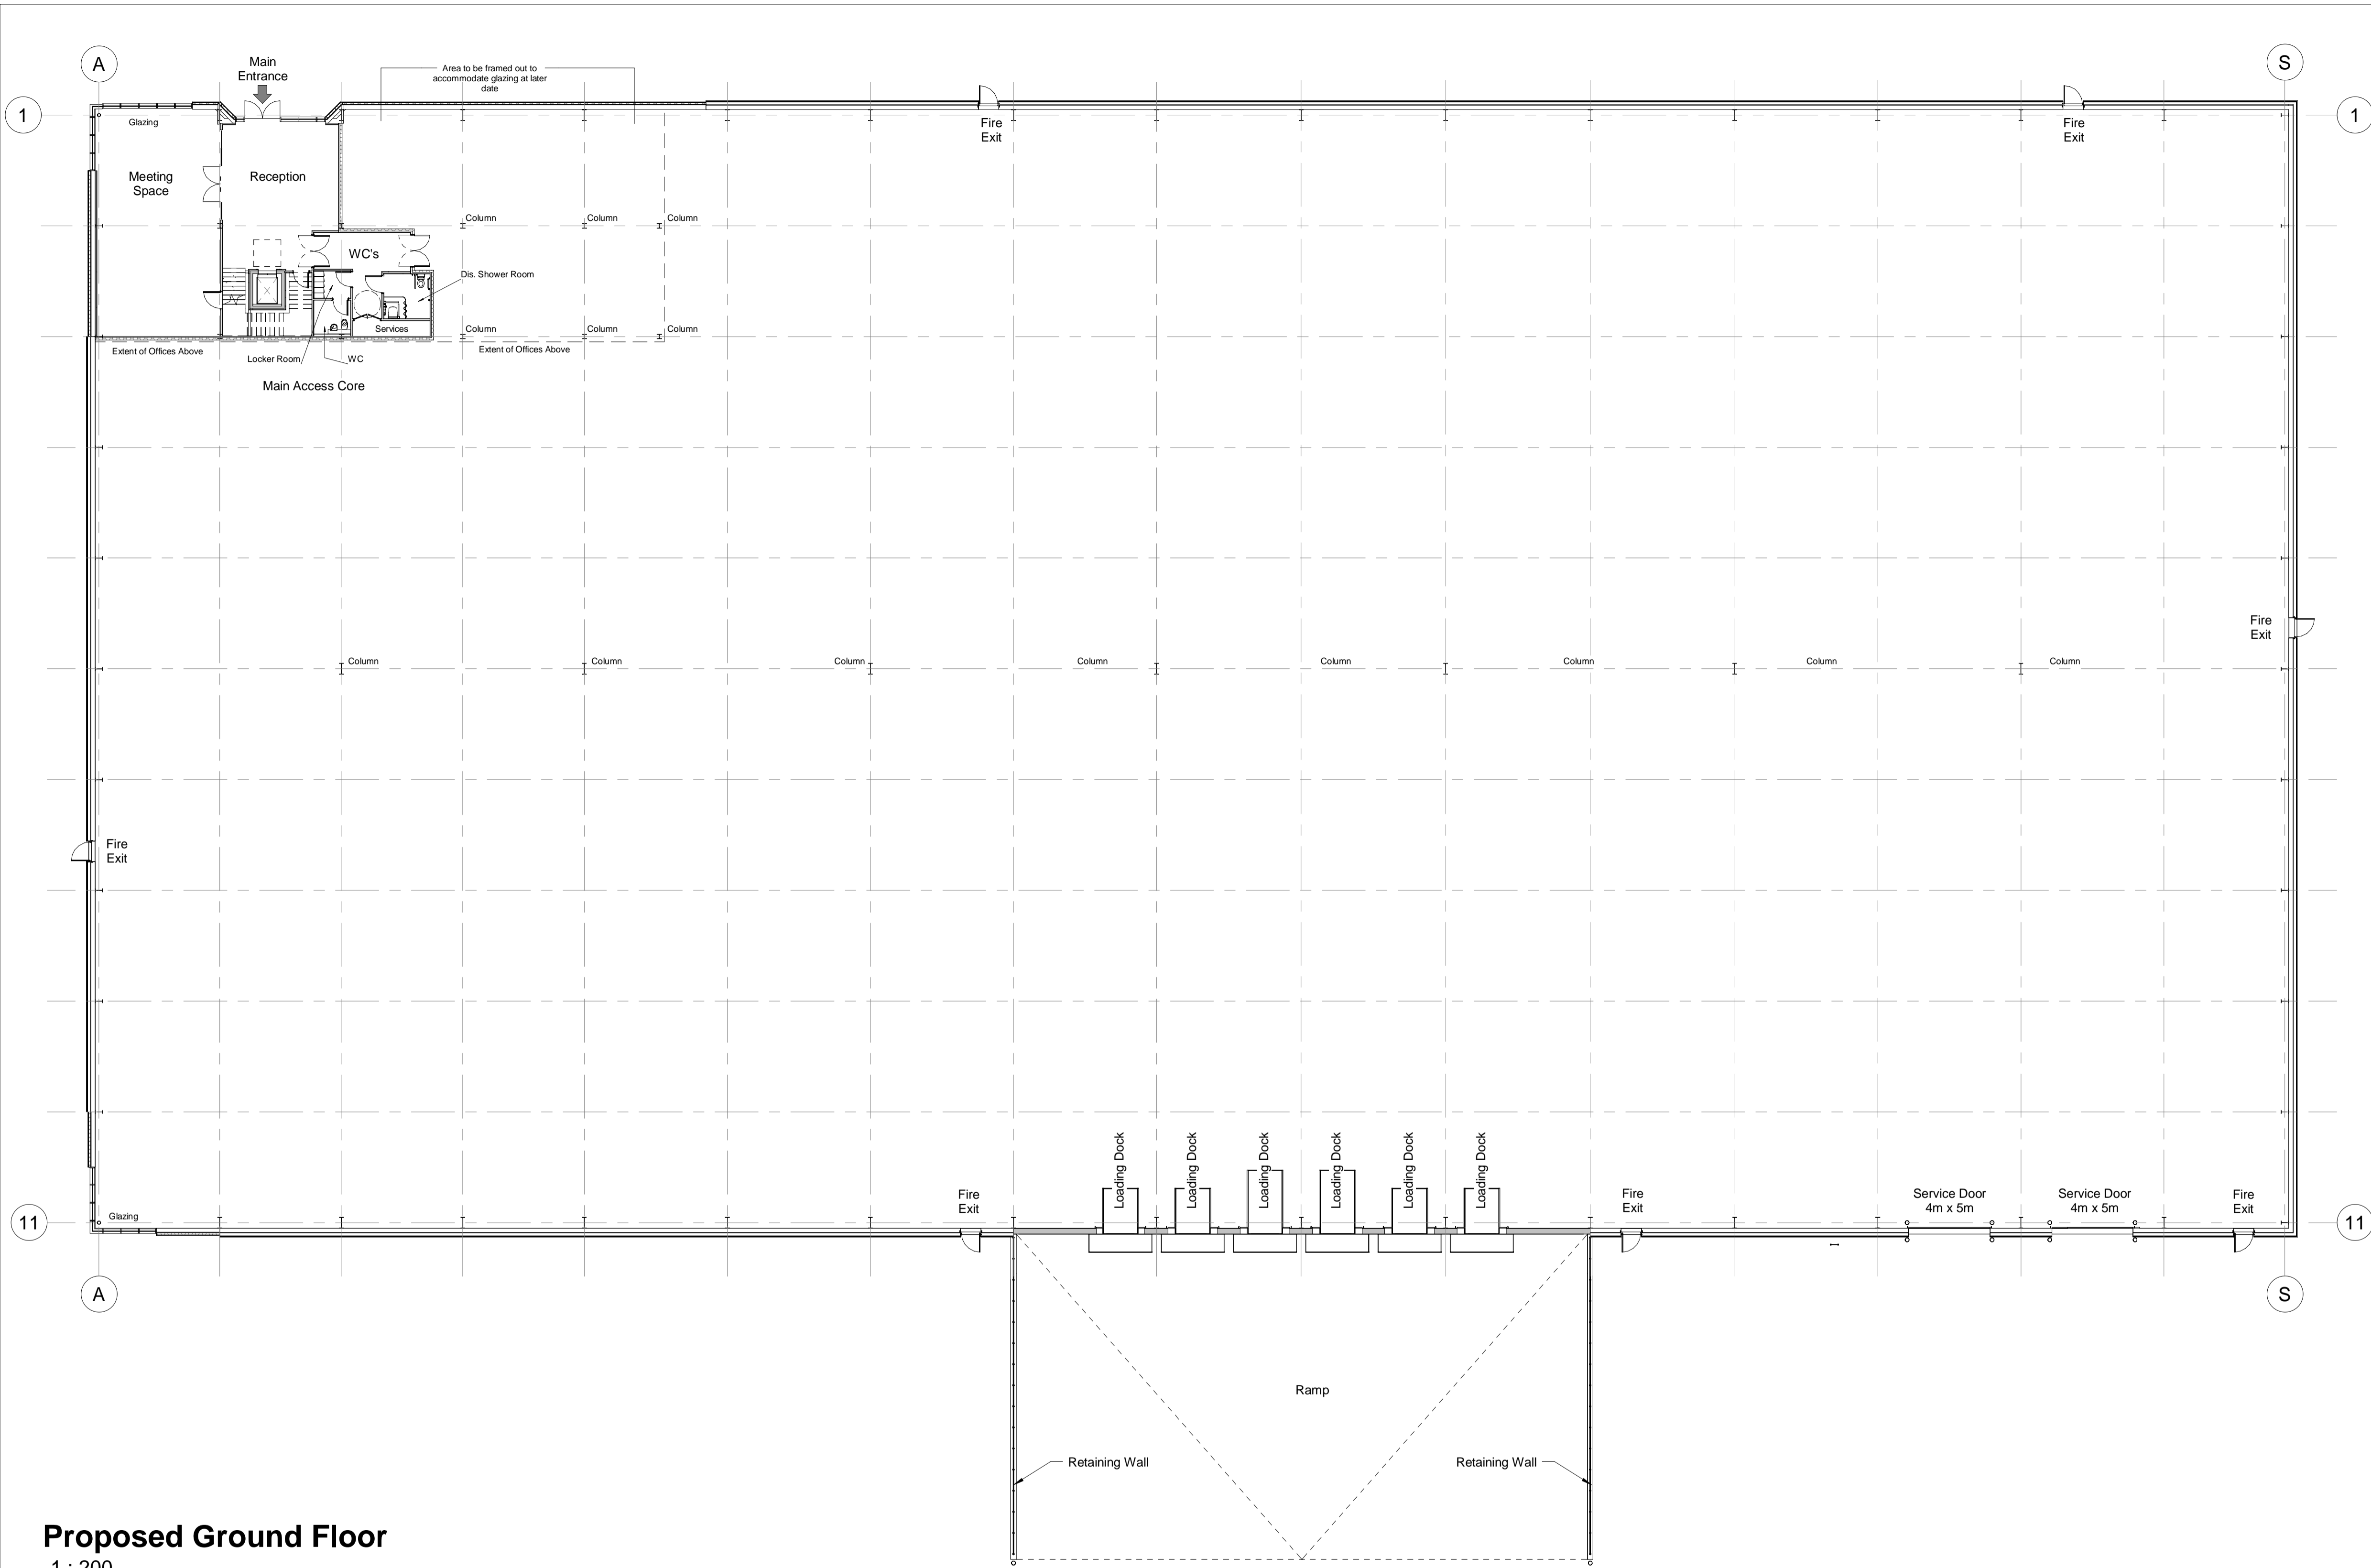 A
Main
Entrance
Area to be framed out to
accommodate glazing at later
date
S
1
Glazing
Fire
Exit
Fire
Exit
1
Meeting
Space
Reception
Column
Column
Column
WC's
Dis. Shower Room
Services
Column
Column
Column
Extent of Offices Above
Extent of Offices Above
Locker Room
WC
Main Access Core
Fire
Exit
Column
Column
Column
Column
Column
Column
Column
Column
Fire
Exit
Loading Dock
Loading Dock
Loading Dock
Loading Dock
Loading Dock
Loading Dock
Fire
Exit
Fire
Exit
Service Door
4m x 5m
Service Door
4m x 5m
Fire
Exit
11
Glazing
11
A
S
Ramp
Retaining Wall
Retaining Wall
Proposed Ground Floor
1 : 200